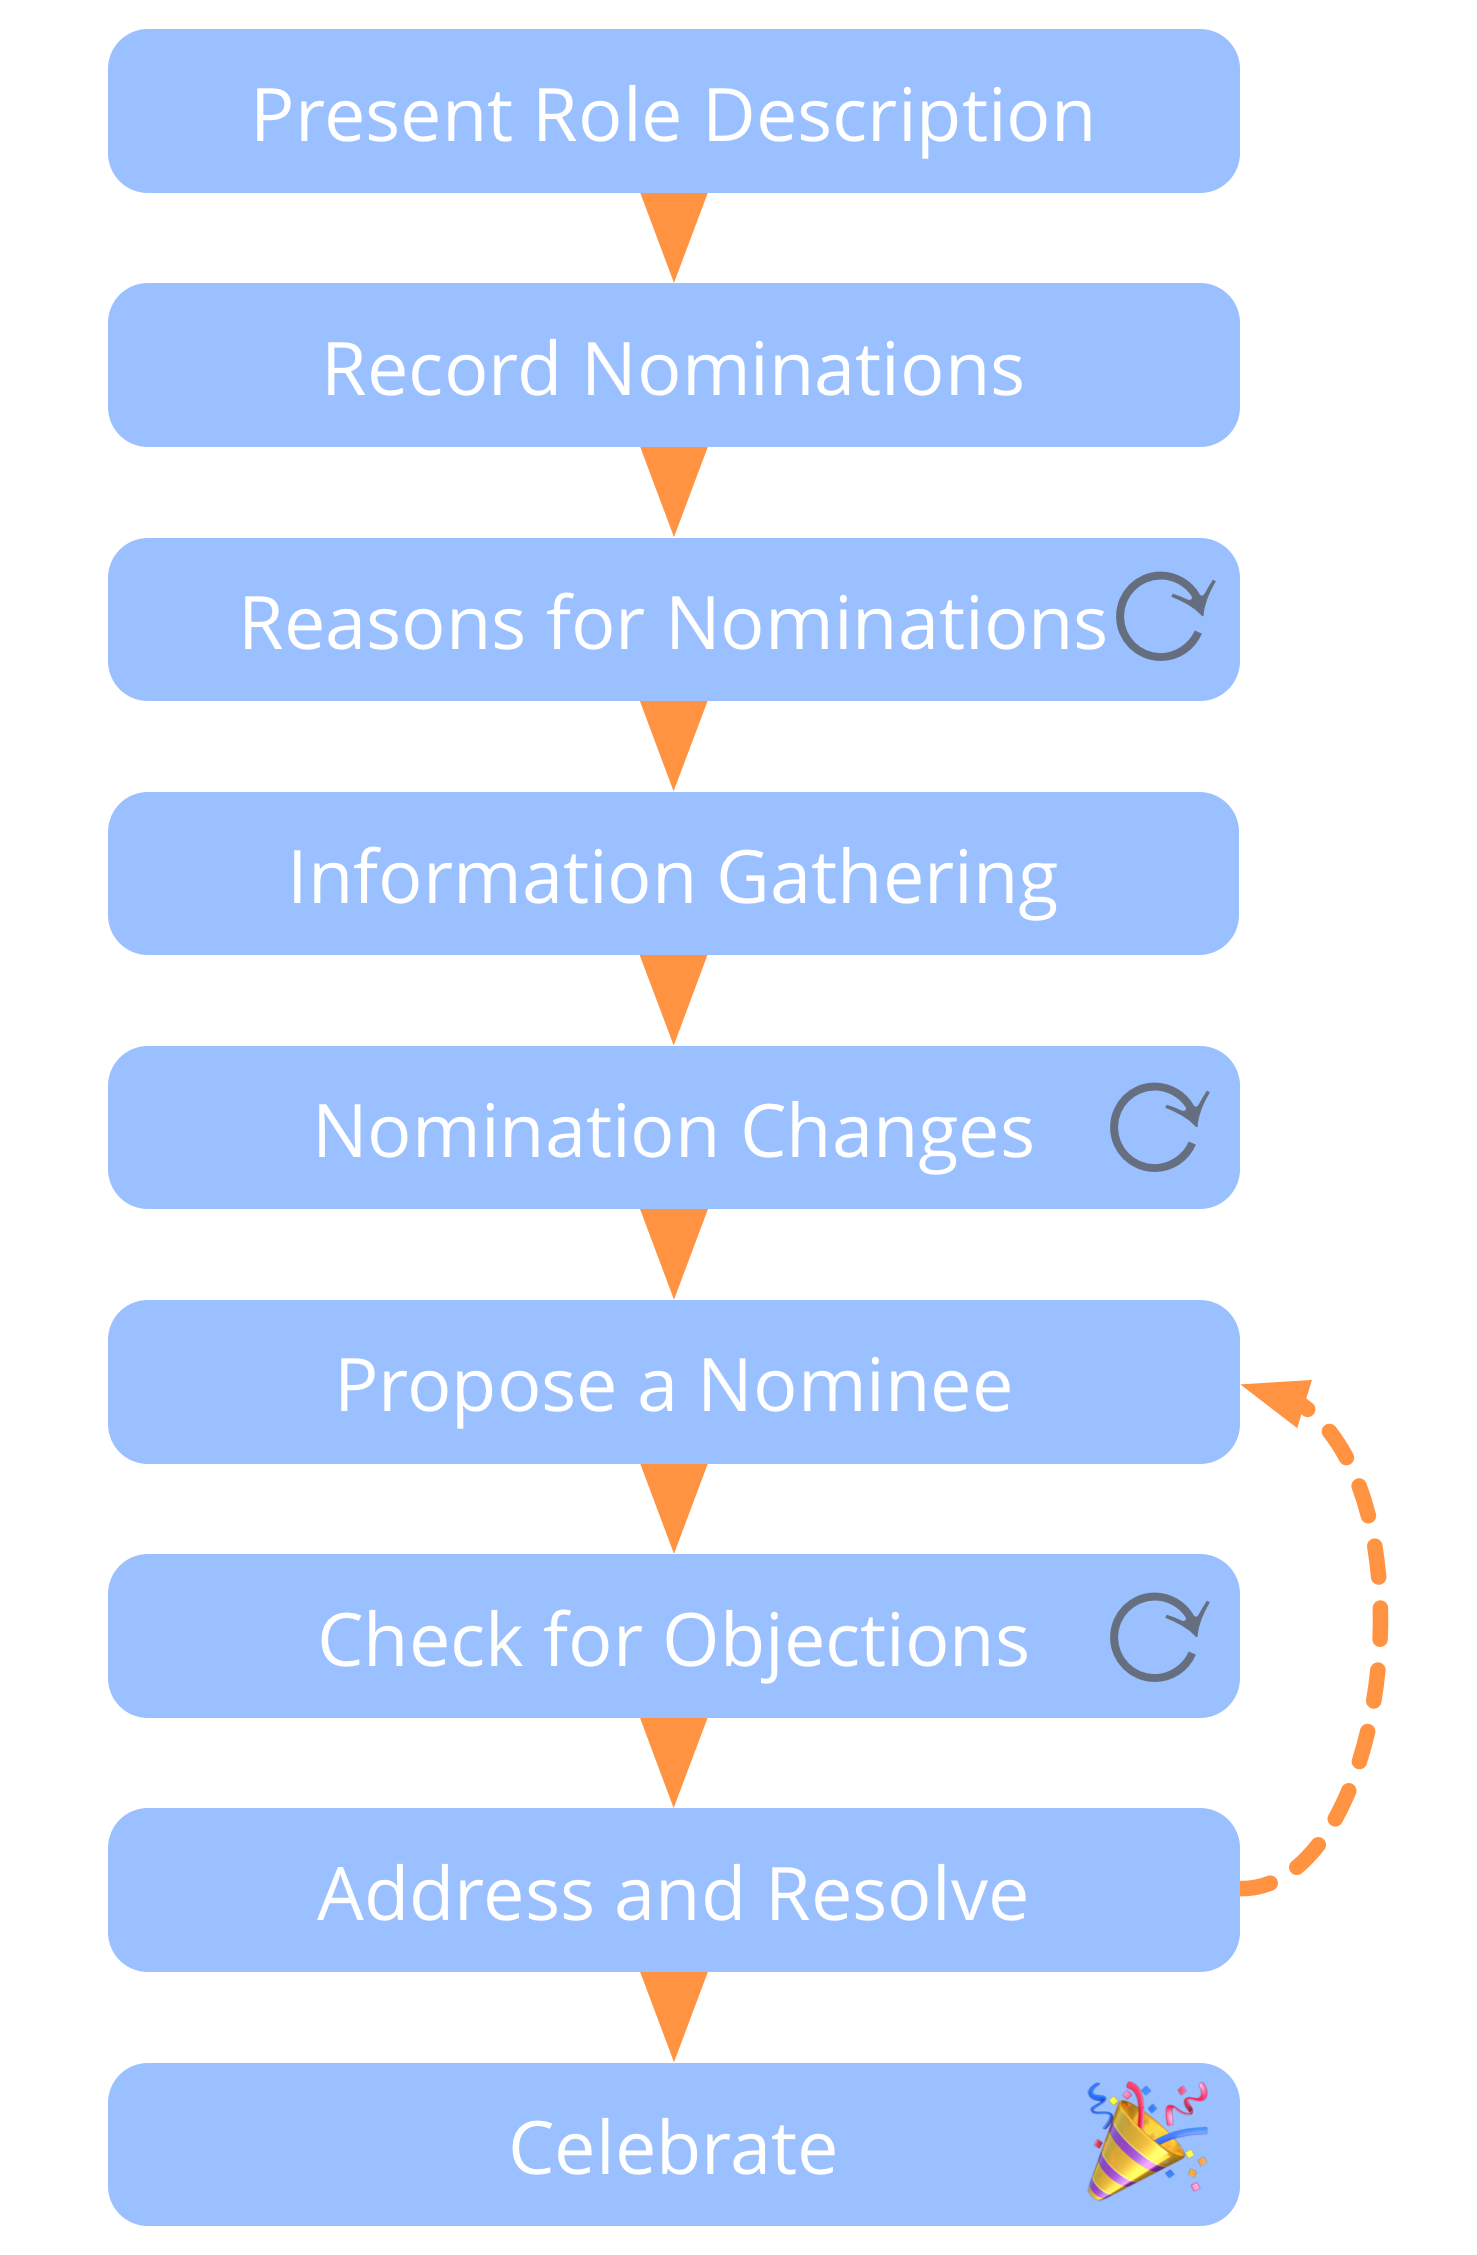 Present Role Description
Record Nominations
Reasons for Nominations
Information Gathering
Nomination Changes
Propose a Nominee
Check for Objections
Address and Resolve
Celebrate